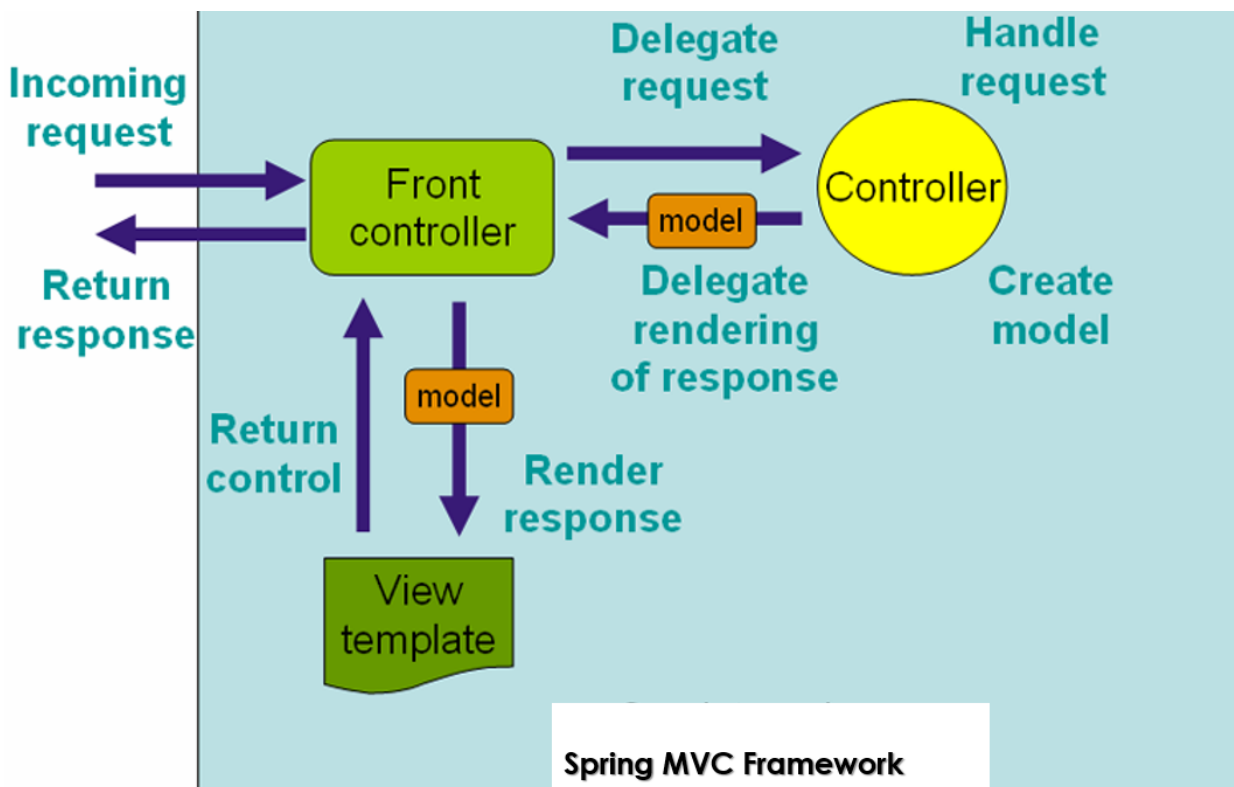 Incoming
request
Return
response
Front
controller
Delegate
request
Handle
request
Controller
model
Delegate
rendering
of response
Create
model
model
Return
control
Render
response
View
template
Spring MVC Framework